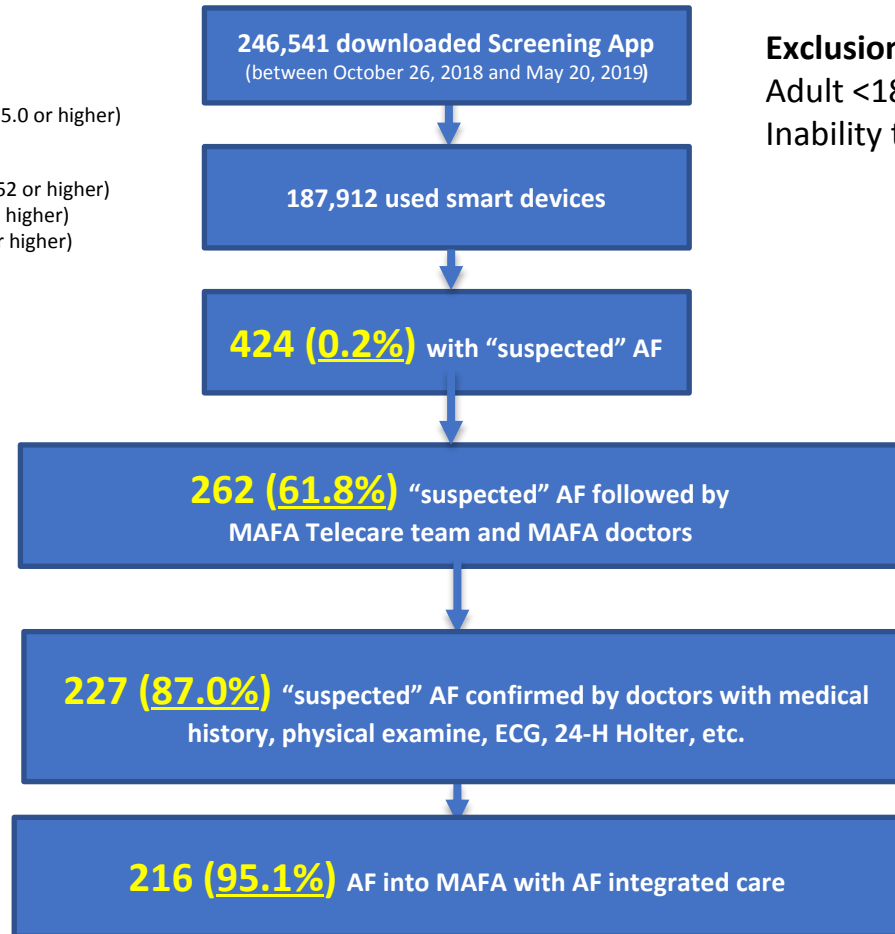 246,541 downloaded Screening App
(between October 26, 2018 and May 20, 2019)
Exclusion
Adult <18
Inability
5.0 or higher)
52 or higher)
higher)
higher)
187,912 used smart devices
424 (0.2%) with “suspected” AF
262 (61.8%) “suspected” AF followed by
MAFA Telecare team and MAFA doctors
227 (87.0%) “suspected” AF confirmed by doctors with medical
history, physical examine, ECG, 24-H Holter, etc.
216 (95.1%) AF into MAFA with AF integrated care